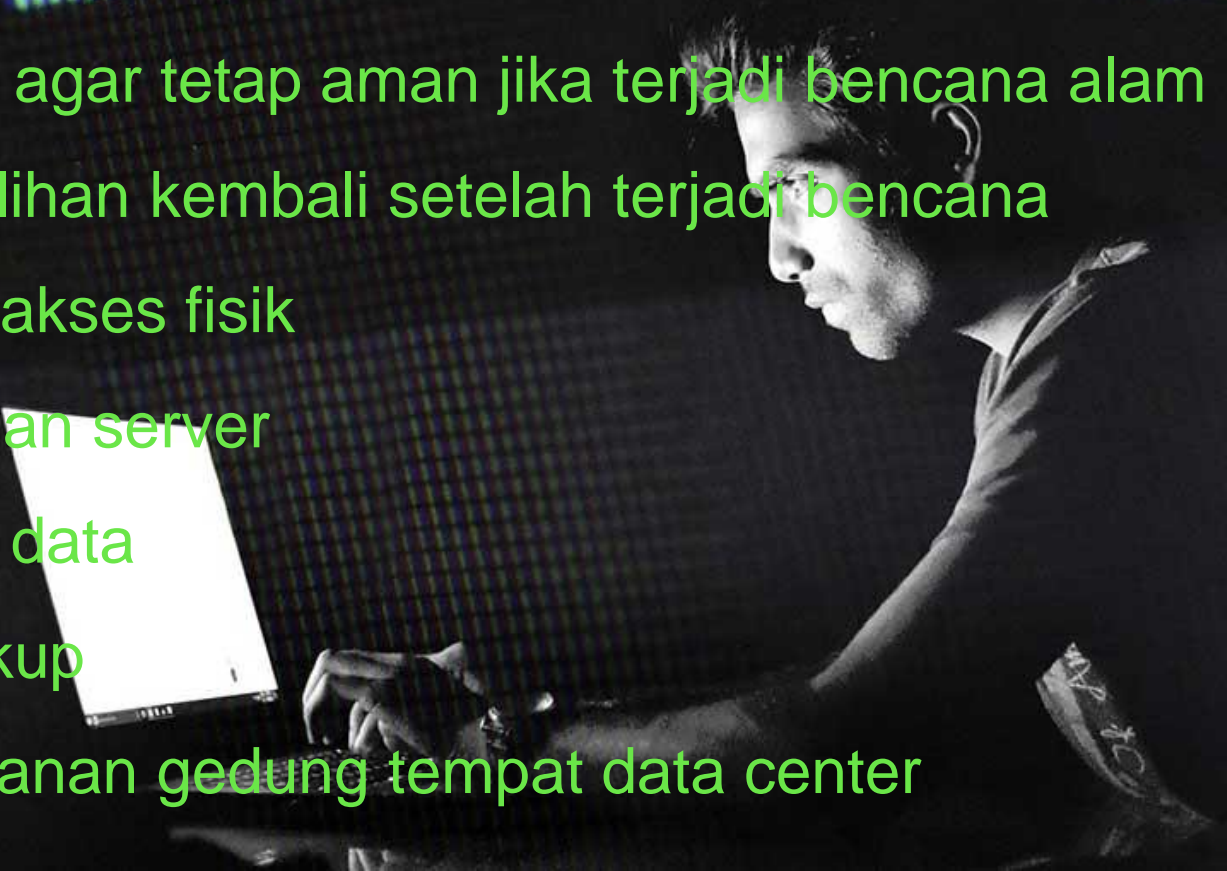 agar tetap aman jika terjadi bencana alam
lihan kembali setelah terjadi bencana
akses fisik
an server
data
kup
anan gedung tempat data center